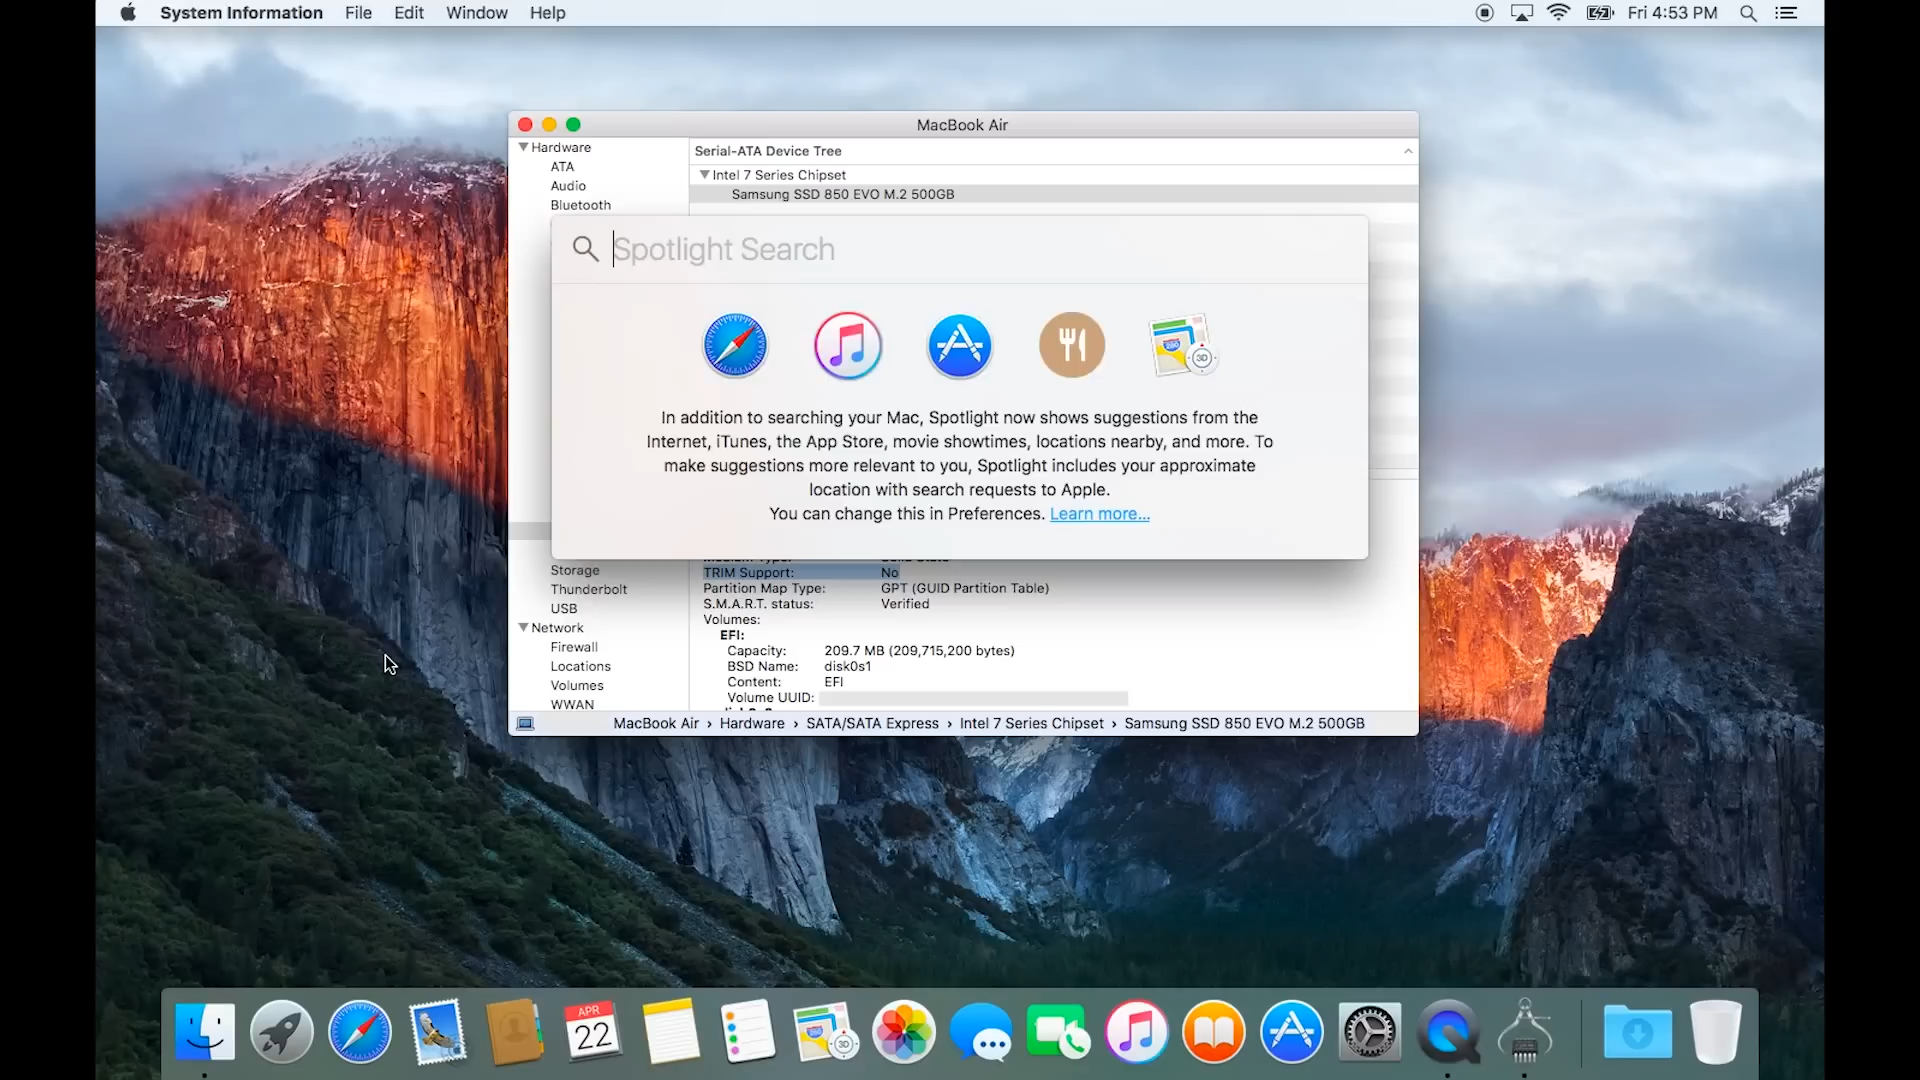 System Information File Edit Window Help Fri 4:53 PM
MacBook Air
Hardware
ATA
Audio
Bluetooth
Serial-ATA Device Tree
Intel 7 Series Chipset
Samsung SSD 850 EVO M.2 500GB
Spotlight Search
280
3D
In addition to searching your Mac, Spotlight now shows suggestions from the
Internet, iTunes, the App Store, movie showtimes, locations nearby, and more. To
make suggestions more relevant to you, Spotlight includes your approximate
location with search requests to Apple.
You can change this in Preferences. Learn more...
Storage
Thunderbolt
USB
Network
Firewall
Locations
Volumes
WWAN
TRIM Support: No
Partition Map Type: GPT (GUID Partition Table)
S.M.A.R.T. status: Verified
Volumes:
EFI:
Capacity: 209.7 MB (209,715,200 bytes)
BSD Name: disk0s1
Content: EFI
Volume UUID:
MacBook Air › Hardware › SATA/SATA Express › Intel 7 Series Chipset › Samsung SSD 850 EVO M.2 500GB
APR
22
3D